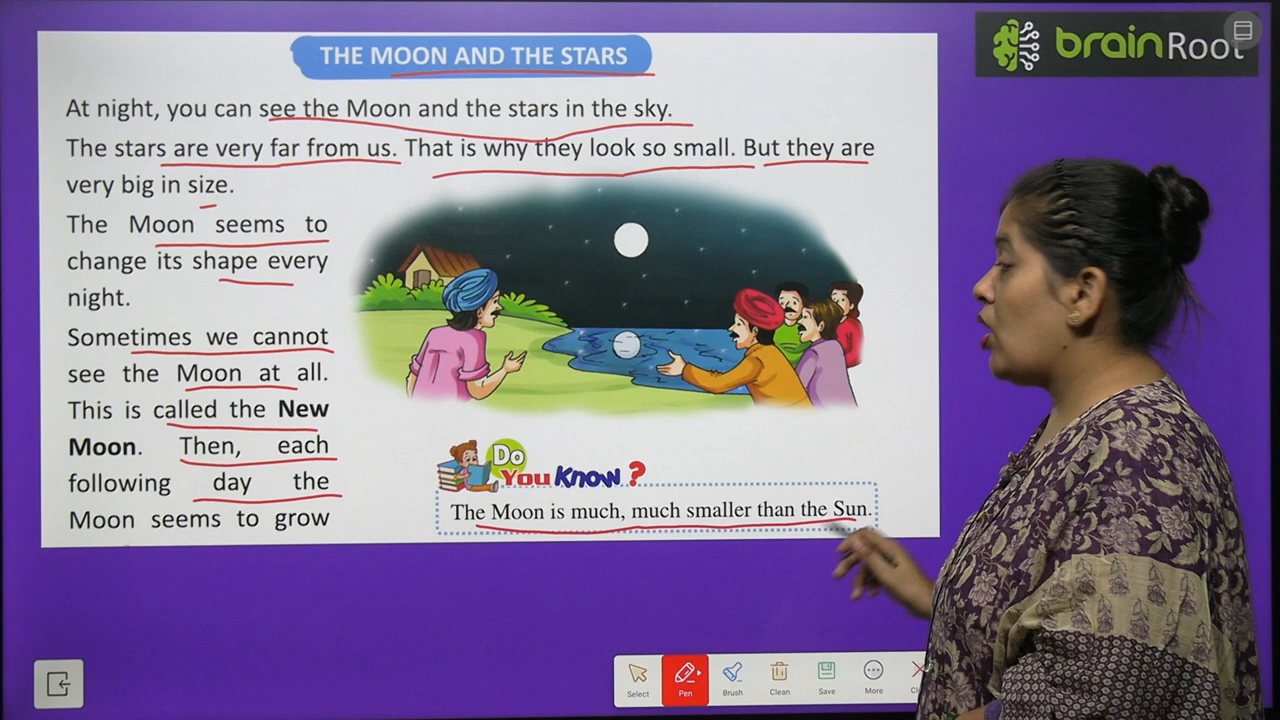 THE MOON AND THE STARS
brainRoot
At night, you can see the Moon and the stars in the sky.
The stars are very far from us. That is why they look so small. But they are
very big in size.
The Moon seems to
change its shape every
night.
Sometimes we cannot
see the Moon at all.
This is called the New
Moon. Then, each
following day the
Moon seems to grow
Do
You Know?
The Moon is much, much smaller than the Sun.
Select
Pen
Brush
Clean
Save
More